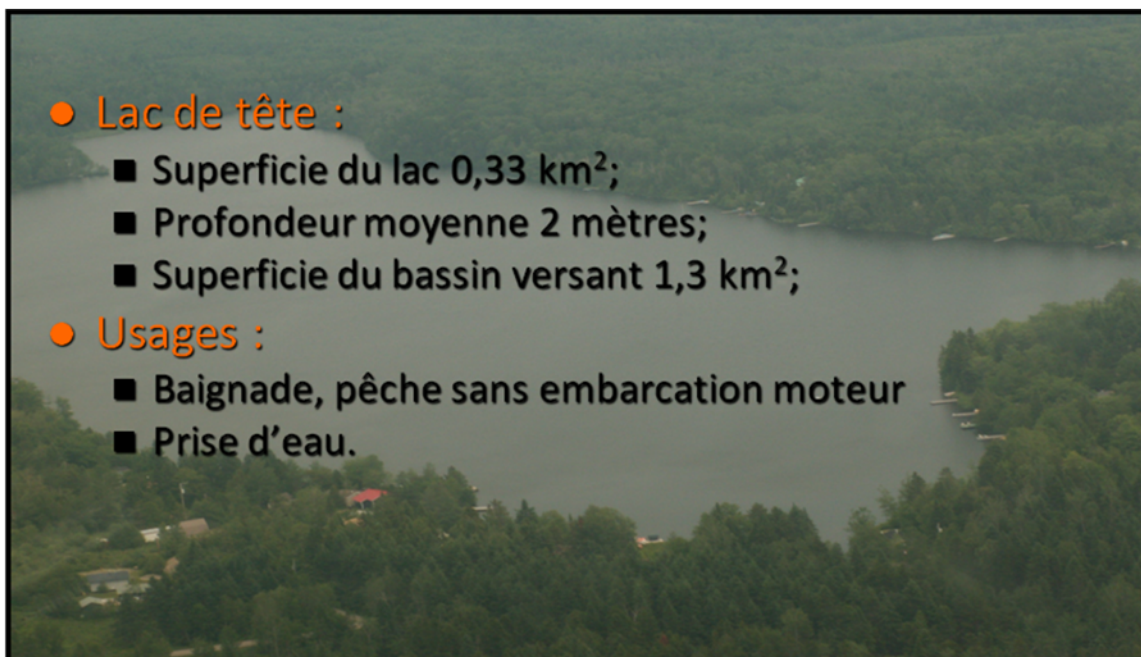 • Lac de tête :
■ Superficie du lac 0,33 km²;
■ Profondeur moyenne 2 mètres;
■ Superficie du bassin versant 1,3 km²;
• Usages :
■ Baignade, pêche sans embarcation moteur
■ Prise d’eau.